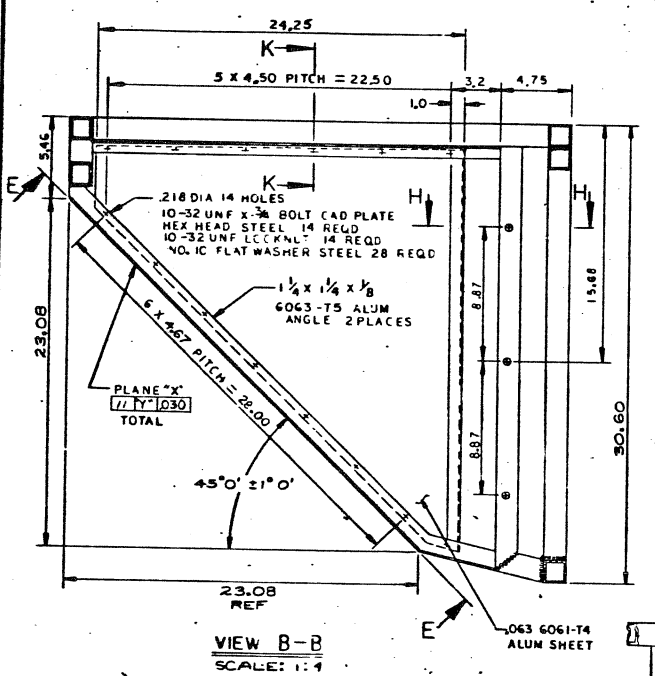 24.25
K
5 X 4.50 PITCH = 22.50
3.2
4.75
1.0
5.46
E
K
H
H
.218 DIA 14 HOLES
10-32 UNF X 3/4 BOLT CAD PLATE
HEX HEAD STEEL 14 REQD
10-32 UNF LOCKNUT 14 REQD
NO. 10 FLAT WASHER STEEL 28 REQD
1 1/4 X 1 1/4 X 1/8
6063-T5 ALUM
ANGLE 2 PLACES
8.87
15.68
23.08
6 X 4.67 PITCH = 28.00
PLANE "X"
// "Y" .030
TOTAL
30.60
8.87
45°0' ±1°0'
23.08
REF
E
.063 6061-T4
ALUM SHEET
VIEW B-B
SCALE: 1:4